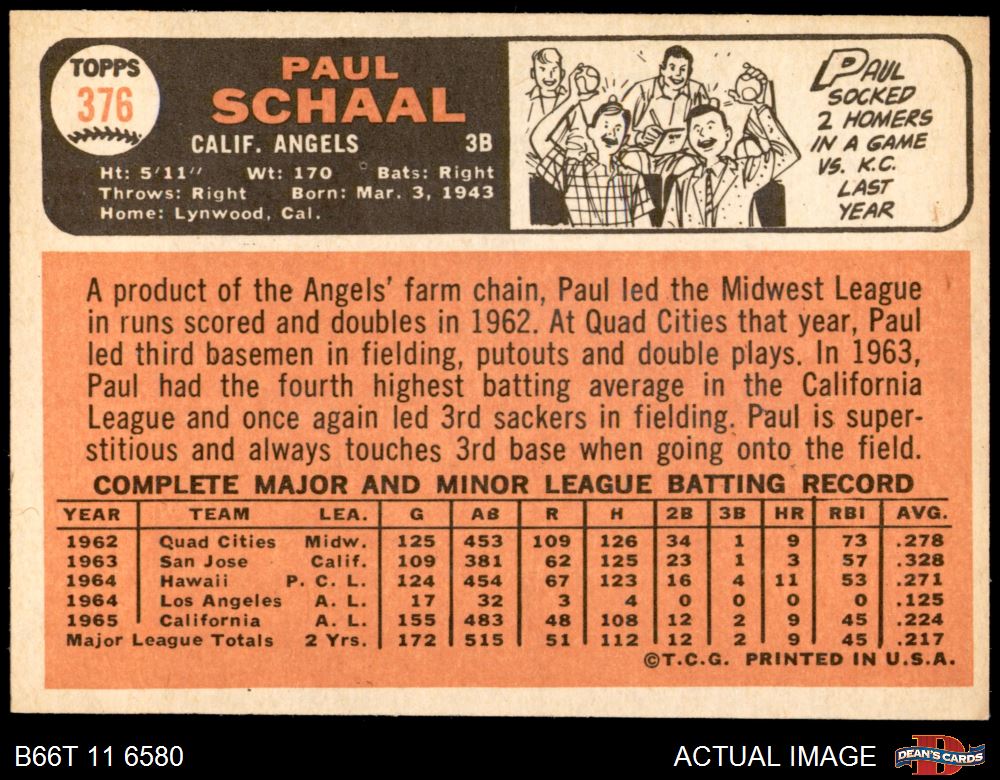 TOPPS
376
PAUL
SCHAAL
CALIF. ANGELS 3B
Ht: 5'11" Wt: 170 Bats: Right
Throws: Right Born: Mar. 3, 1943
Home: Lynwood, Cal.
PAUL
SOCKED
2 HOMERS
IN A GAME
VS. K.C.
LAST
YEAR
A product of the Angels' farm chain, Paul led the Midwest League
in runs scored and doubles in 1962. At Quad Cities that year, Paul
led third basemen in fielding, putouts and double plays. In 1963,
Paul had the fourth highest batting average in the California
League and once again led 3rd sackers in fielding. Paul is super-
stitious and always touches 3rd base when going onto the field.
COMPLETE MAJOR AND MINOR LEAGUE BATTING RECORD
YEAR TEAM LEA. G AB R H 2B 3B HR RBI AVG.
1962 Quad Cities Midw. 125 453 109 126 34 1 9 73 .278
1963 San Jose Calif. 109 381 62 125 23 1 3 57 .328
1964 Hawaii P. C. L. 124 454 67 123 16 4 11 53 .271
1964 Los Angeles A. L. 17 32 3 4 0 0 0 0 .125
1965 California A. L. 155 483 48 108 12 2 9 45 .224
Major League Totals 2 Yrs. 172 515 51 112 12 2 9 45 .217
©T.C.G. PRINTED IN U.S.A.
B66T 11 6580 ACTUAL IMAGE DEAN'S CARDS